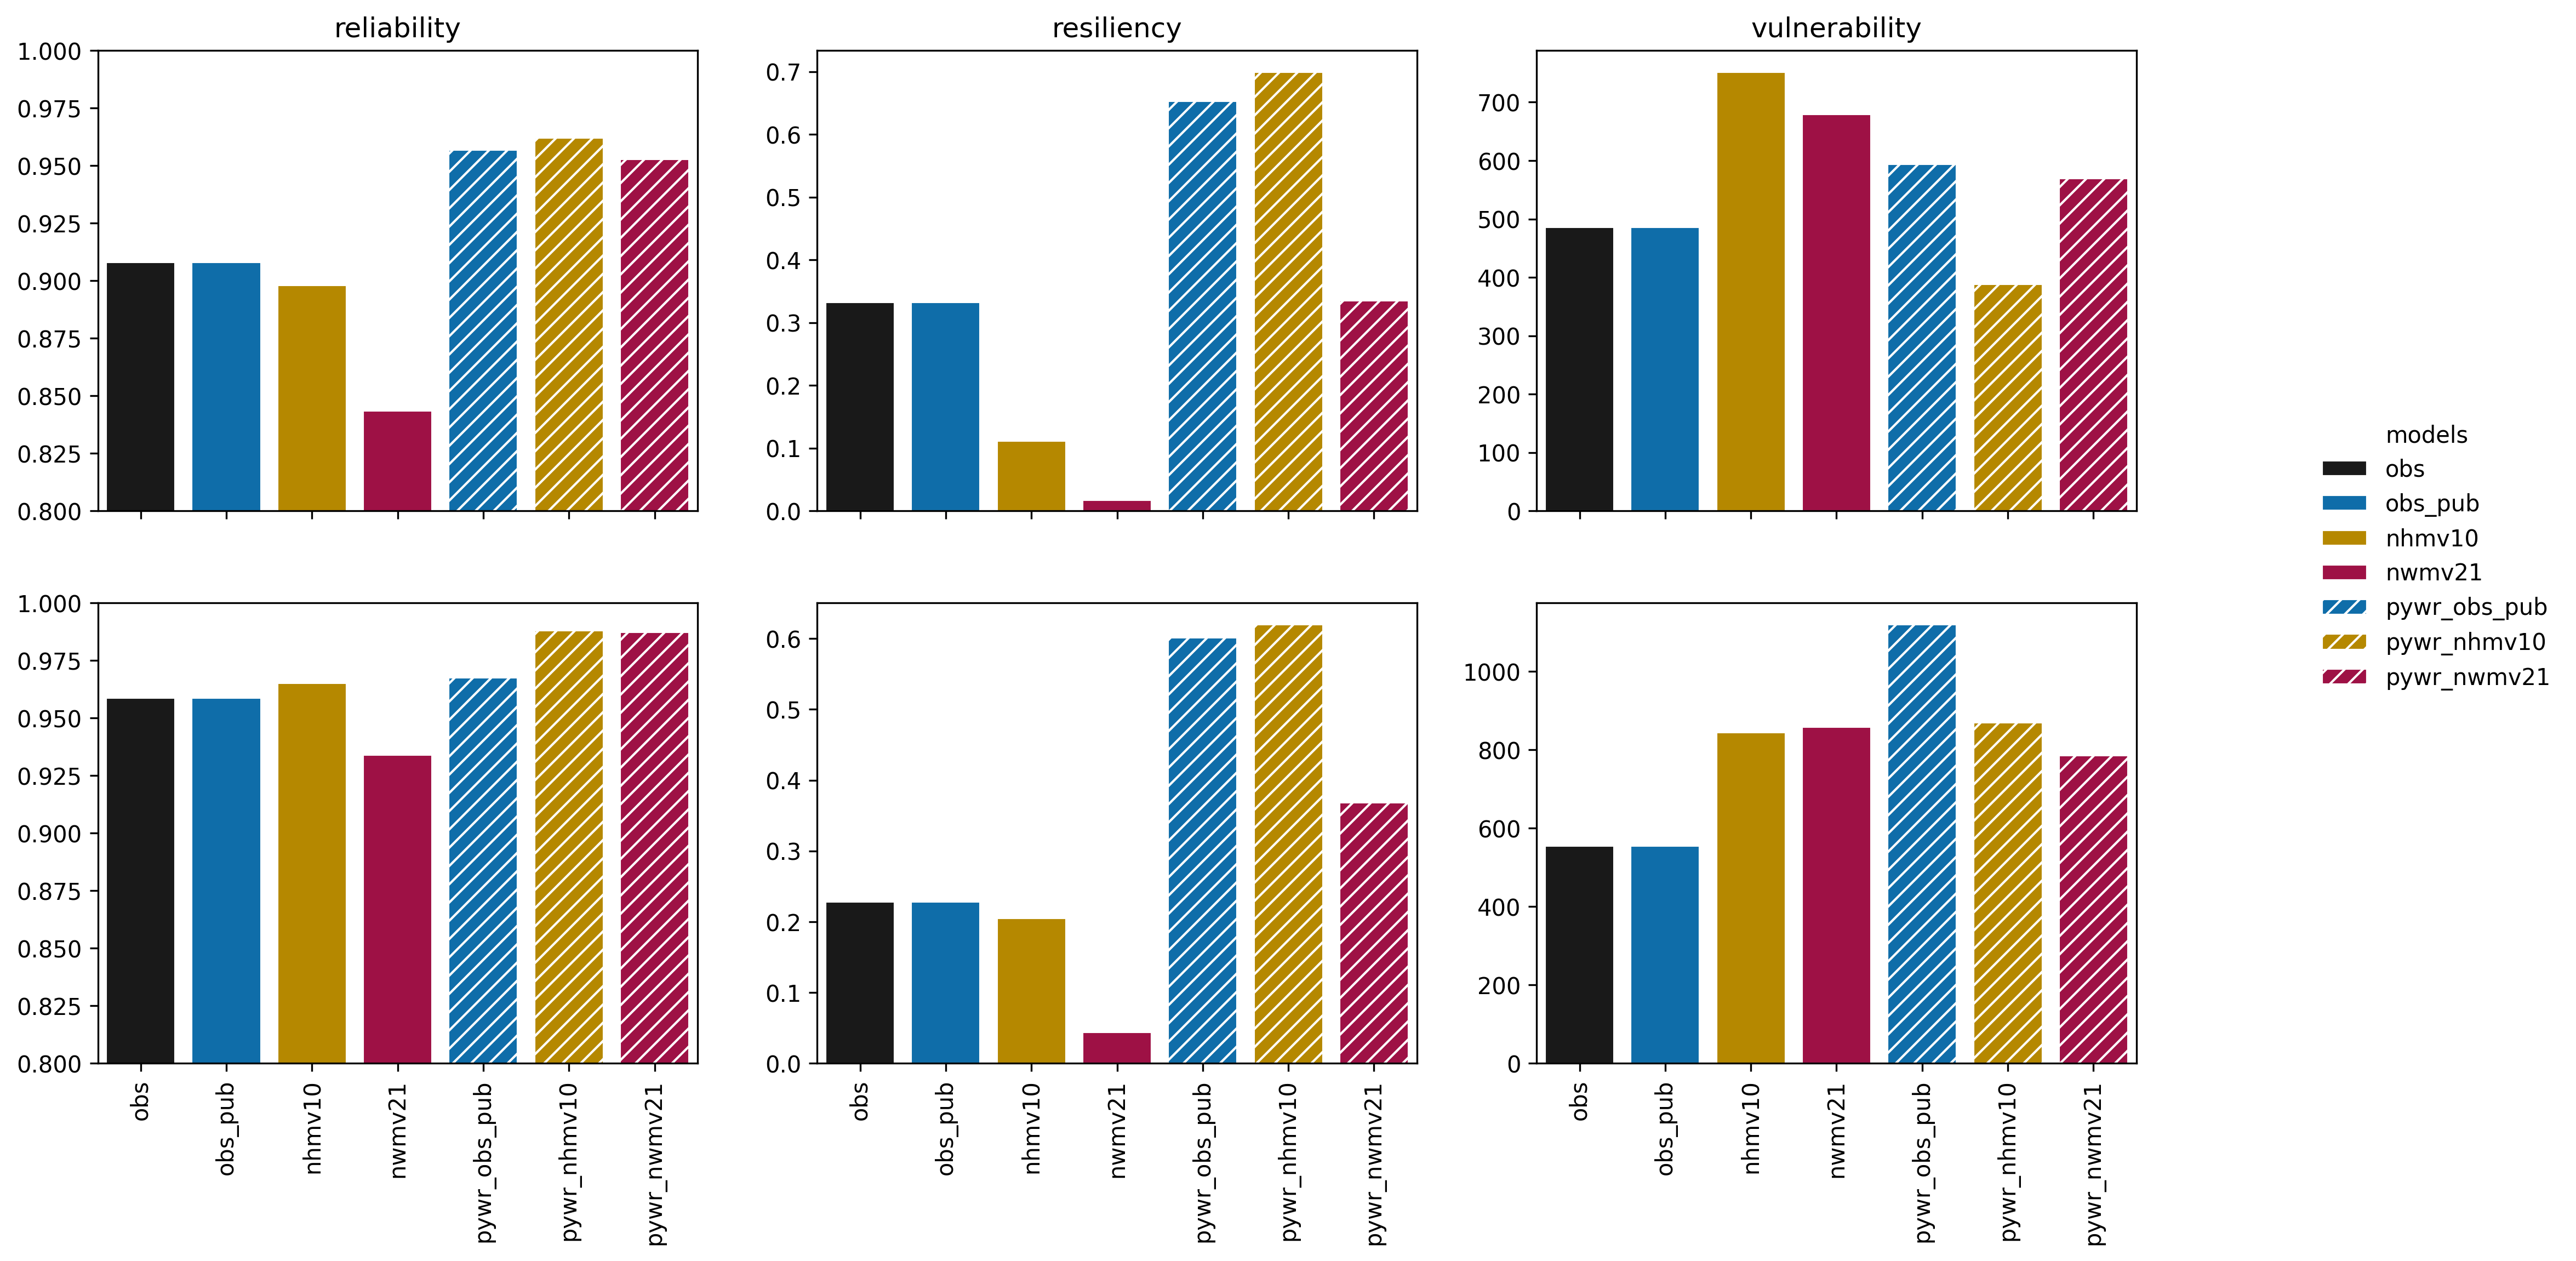 reliability
resiliency
vulnerability
1.000
0.975
0.950
0.925
0.900
0.875
0.850
0.825
0.800
0.7
0.6
0.5
0.4
0.3
0.2
0.1
0.0
700
600
500
400
300
200
100
0
1.000
0.975
0.950
0.925
0.900
0.875
0.850
0.825
0.800
obs
obs_pub
nhmv10
nwmv21
pywr_obs_pub
pywr_nhmv10
pywr_nwmv21
0.6
0.5
0.4
0.3
0.2
0.1
0.0
obs
obs_pub
nhmv10
nwmv21
pywr_obs_pub
pywr_nhmv10
pywr_nwmv21
1000
800
600
400
200
0
obs
obs_pub
nhmv10
nwmv21
pywr_obs_pub
pywr_nhmv10
pywr_nwmv21
models
obs
obs_pub
nhmv10
nwmv21
pywr_obs_pub
pywr_nhmv10
pywr_nwmv21